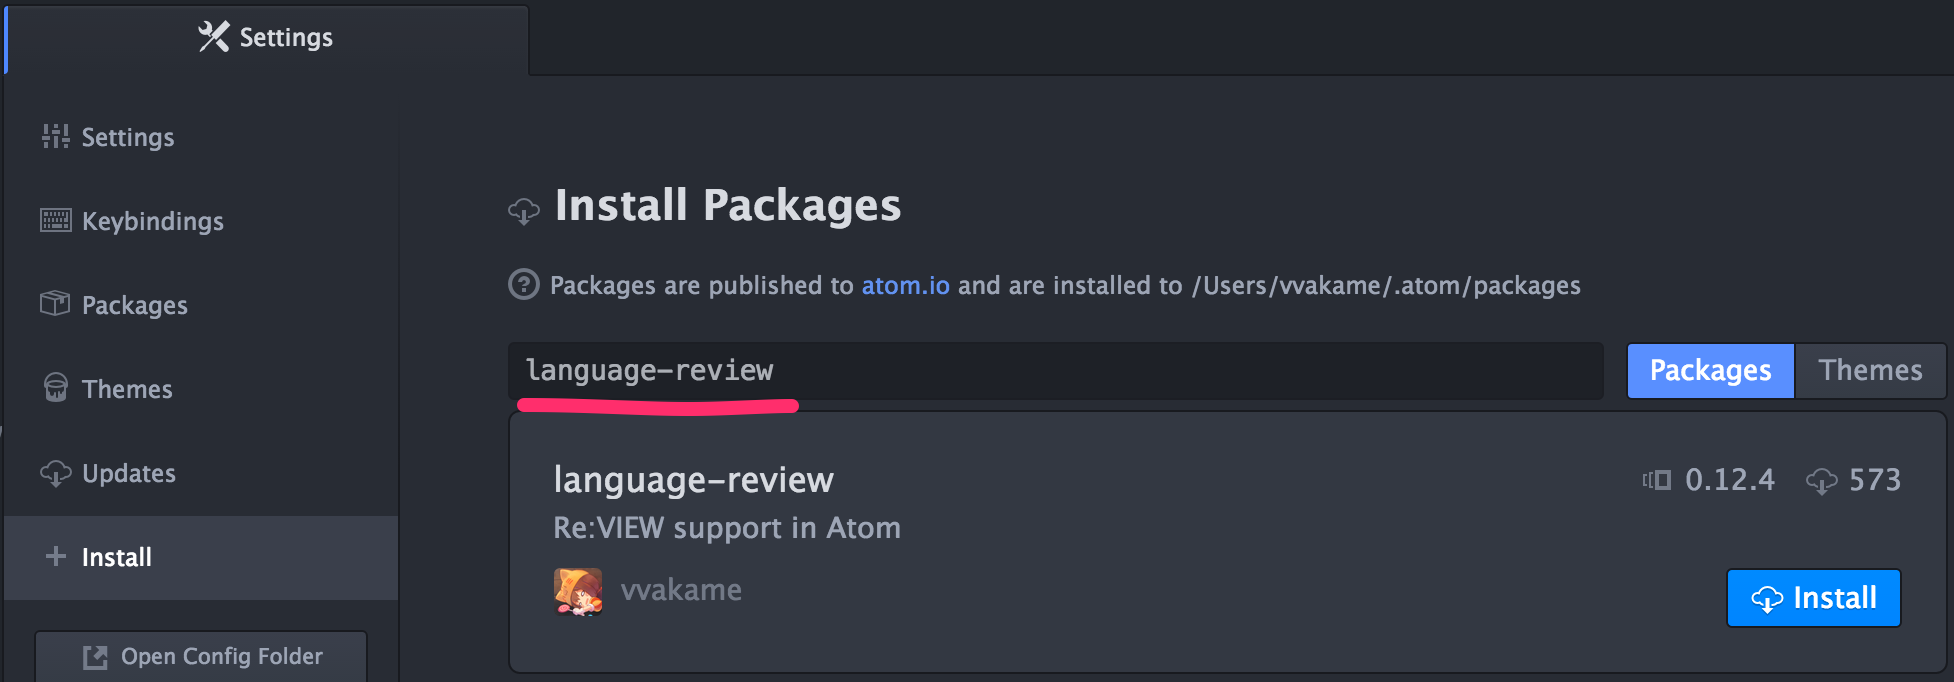 Settings
Settings
Keybindings
Packages
Themes
Updates
Install
Open Config Folder
Install Packages
Packages are published to atom.io and are installed to /Users/vvakame/.atom/packages
language-review
Packages Themes
language-review 0.12.4 573
Re:VIEW support in Atom
vvakame
Install